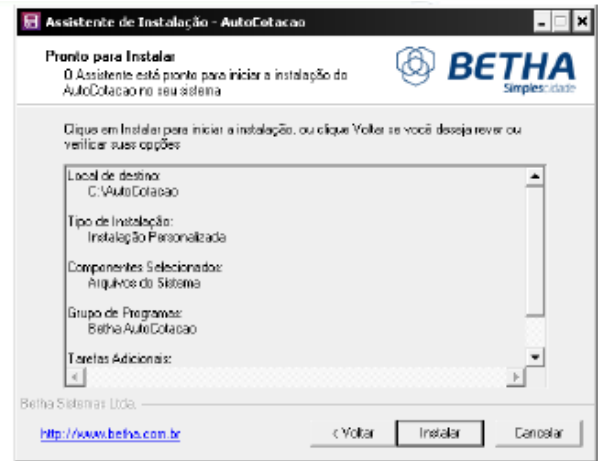 Assistente de Instalação - AutoCotacao
Pronto para Instalar
O Assistente está pronto para iniciar a instalação do
AutoCotacao no seu sistema
BETHA
Simplescidade
Clique em Instalar para iniciar a instalação, ou clique Voltar se você deseja rever ou
verificar suas opções
Local de destino:
C:\AutoCotacao
Tipo de Instalação:
Instalação Personalizada
Componentes Selecionados:
Arquivos do Sistema
Grupo de Programas:
Betha AutoCotacao
Tarefas Adicionais:
Betha Sistemas Ltda.
http://www.betha.com.br
< Voltar
Instalar
Cancelar